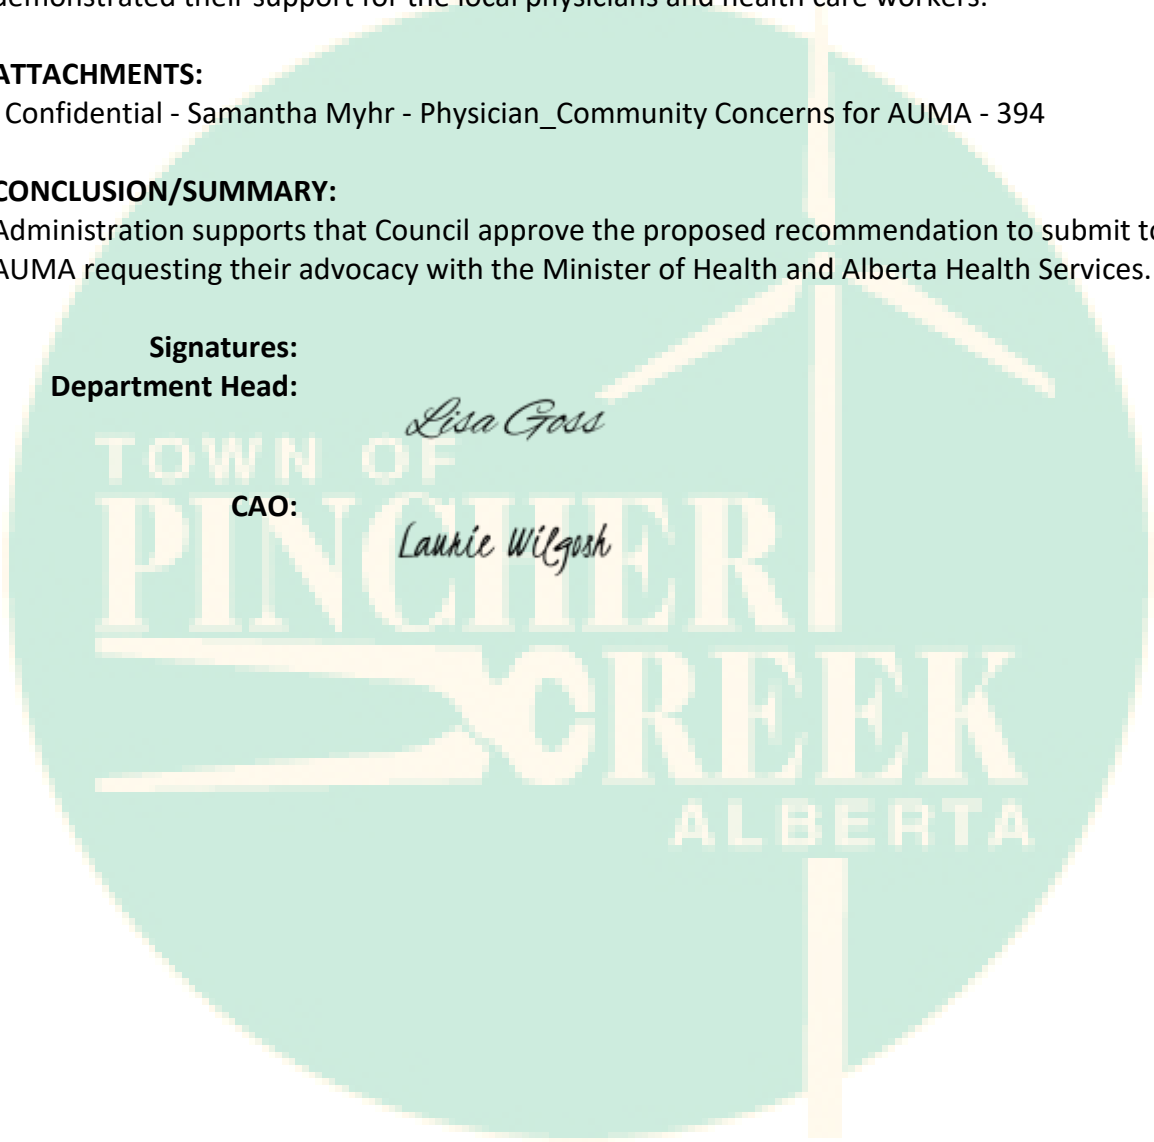 demonstrated their support for the local physicians and health care workers.
ATTACHMENTS:
Confidential - Samantha Myhr - Physician_Community Concerns for AUMA - 394
CONCLUSION/SUMMARY:
Administration supports that Council approve the proposed recommendation to submit to
AUMA requesting their advocacy with the Minister of Health and Alberta Health Services.
Signatures:
Department Head:
Lisa Goss
TOWN OF
CAO:
Laurie Wilgosh
PINCHER
CREEK
ALBERTA